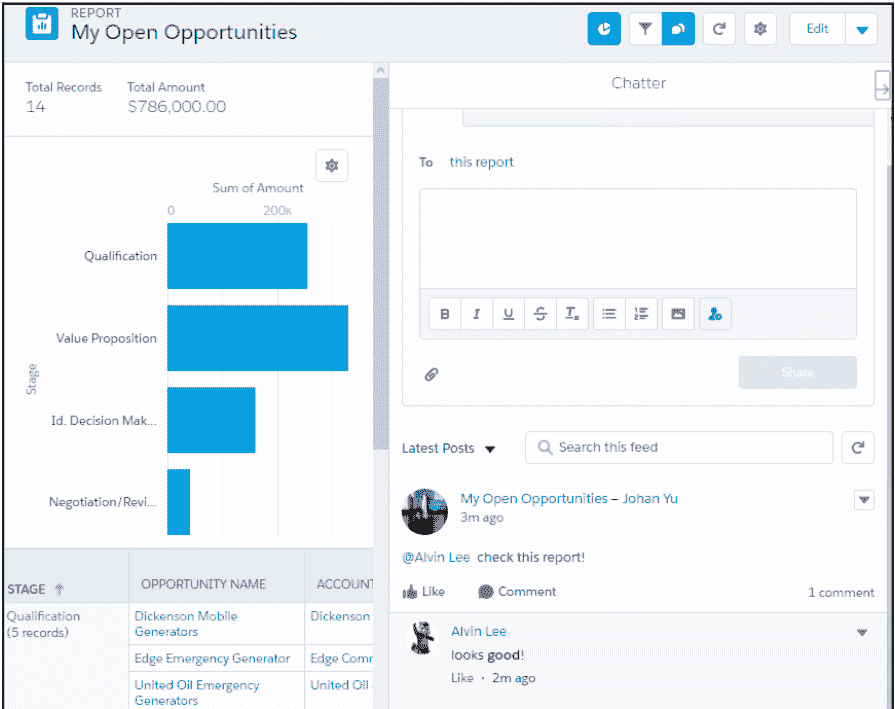 REPORT
My Open Opportunities
Edit
Total Records
Total Amount
14
$786,000.00
Sum of Amount
0
200K
Stage
Qualification
Value Proposition
Id. Decision Mak...
Negotiation/Revi...
STAGE
OPPORTUNITY NAME
ACCOUNT
Qualification
(5 records)
Dickenson Mobile
Generators
Dickenson
Edge Emergency Generator
Edge Comm
United Oil Emergency
Generators
United Oil
Chatter
To this report
B I U S Tx
Share
Latest Posts
Search this feed
My Open Opportunities – Johan Yu
3m ago
@Alvin Lee check this report!
Like Comment 1 comment
Alvin Lee
looks good!
Like · 2m ago